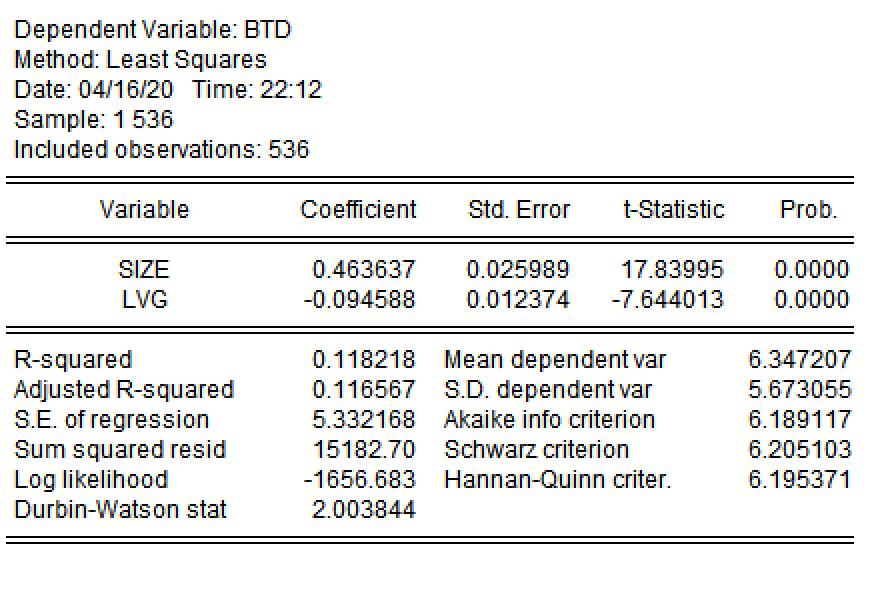 Dependent Variable: BTD
Method: Least Squares
Date: 04/16/20 Time: 22:12
Sample: 1 536
Included observations: 536
Variable Coefficient Std. Error t-Statistic Prob.
SIZE 0.463637 0.025989 17.83995 0.0000
LVG -0.094588 0.012374 -7.644013 0.0000
R-squared 0.118218 Mean dependent var 6.347207
Adjusted R-squared 0.116567 S.D. dependent var 5.673055
S.E. of regression 5.332168 Akaike info criterion 6.189117
Sum squared resid 15182.70 Schwarz criterion 6.205103
Log likelihood -1656.683 Hannan-Quinn criter. 6.195371
Durbin-Watson stat 2.003844